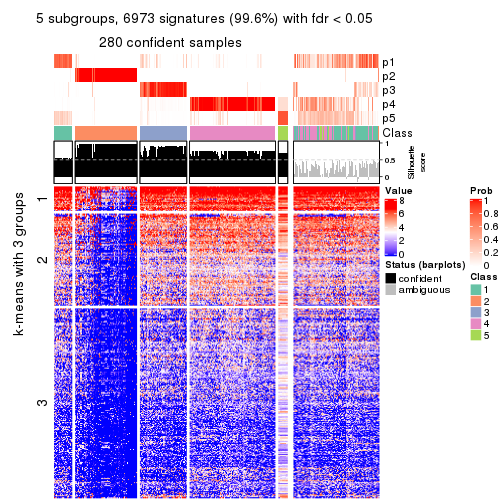 5 subgroups, 6973 signatures (99.6%) with fdr < 0.05
280 confident samples
p1
p2
p3
p4
p5
Class
1
0.5
0
Silhouette
score
k-means with 3 groups
1
2
3
Value
8
6
4
2
0
Status (barplots)
confident
ambiguous
Prob
1
0.8
0.6
0.4
0.2
0
Class
1
2
3
4
5